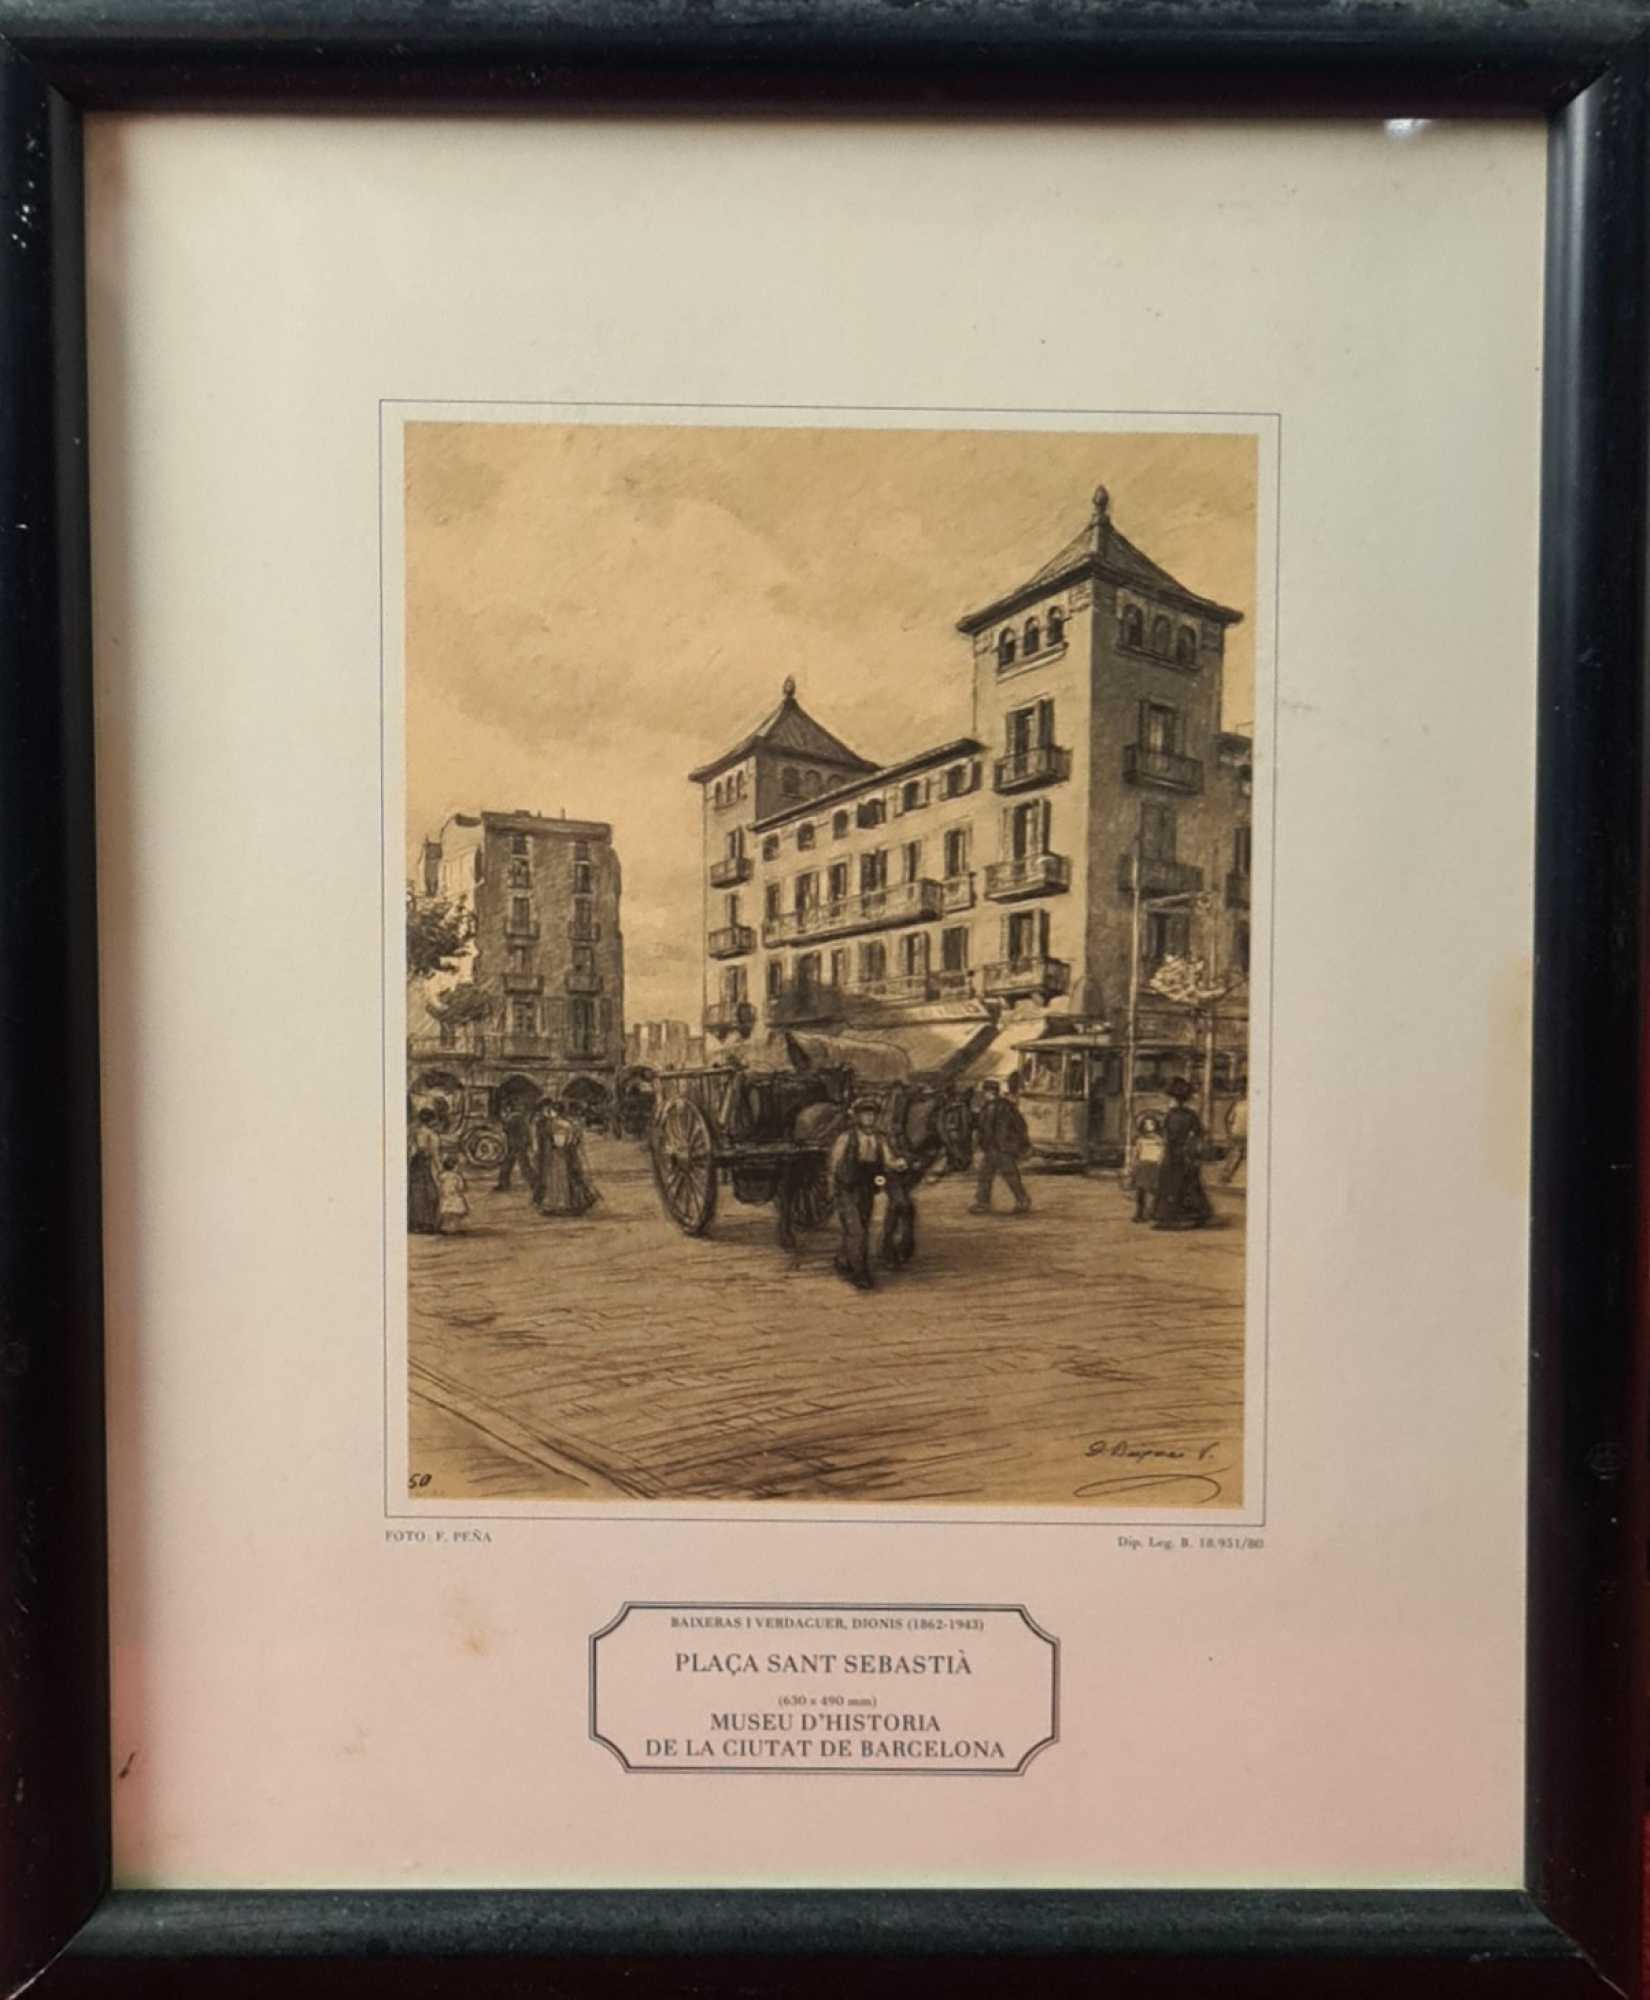 50
FOTO: F. PEÑA
Dip. Leg. B. 18.951/80
BAIXERAS I VERDAGUER, DIONIS (1862-1943)
PLAÇA SANT SEBASTIÀ
(630 x 490 mm)
MUSEU D'HISTORIA
DE LA CIUTAT DE BARCELONA